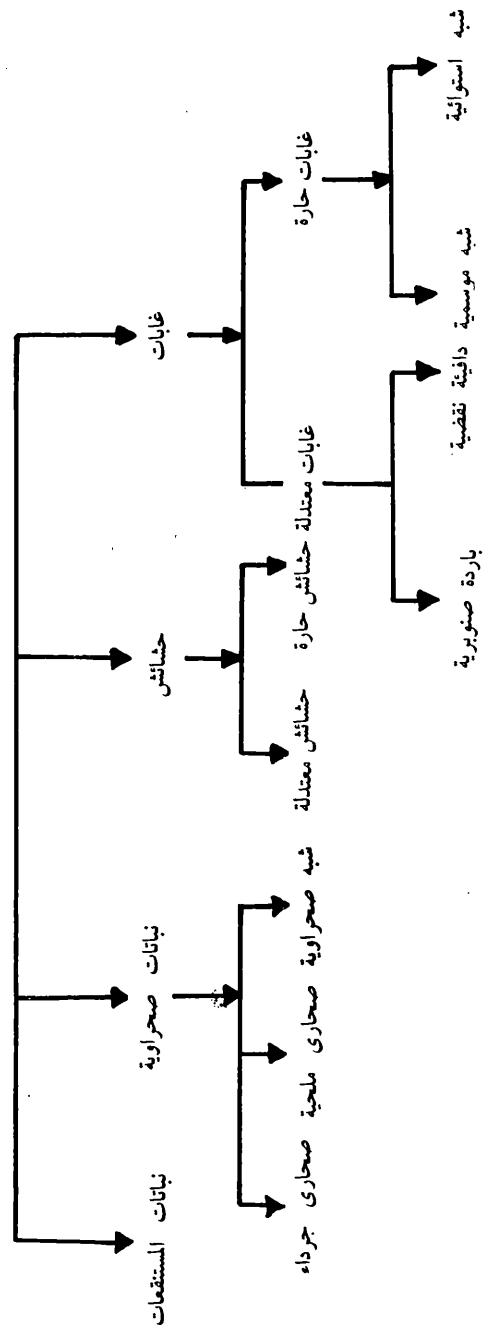 غابات
حشائش
نباتات
صحراوية
نباتات
المستنقعات
غابات حارة
غابات معتدلة
حشائش حارة
حشائش معتدلة
شبه صحراوية
صحارى ملحية
صحارى جرداء
شبه
استوائية
شبه موسمية
دافيئة
نفضية
باردة صنوبرية